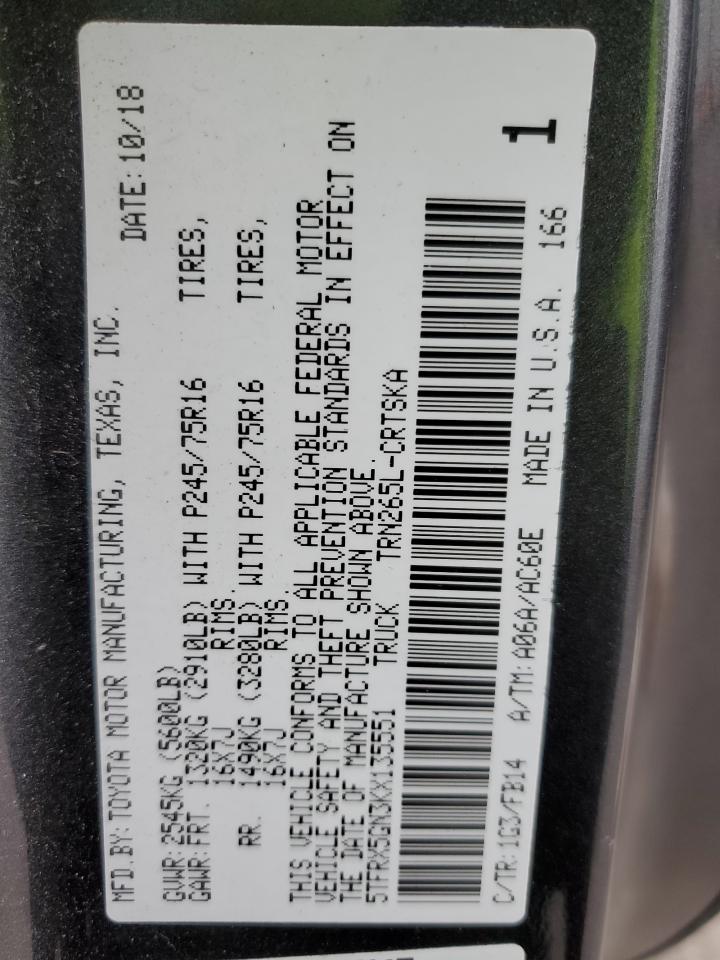 MFD.BY:TOYOTA MOTOR MANUFACTURING, TEXAS, INC.
DATE:10/18
GVWR:2545KG (5600LB)
GAWR:FRT. 1320KG (2910LB) WITH P245/75R16 TIRES,
16X7J RIMS.
RR. 1490KG (3280LB) WITH P245/75R16 TIRES,
16X7J RIMS.
THIS VEHICLE CONFORMS TO ALL APPLICABLE FEDERAL MOTOR
VEHICLE SAFETY AND THEFT PREVENTION STANDARDS IN EFFECT ON
THE DATE OF MANUFACTURE SHOWN ABOVE.
5TFRX5GN3KX135551 TRUCK TRN265L-CRTSKA
1
C/TR:1G3/FB14 A/TM:A06A/AC60E MADE IN U.S.A. 166